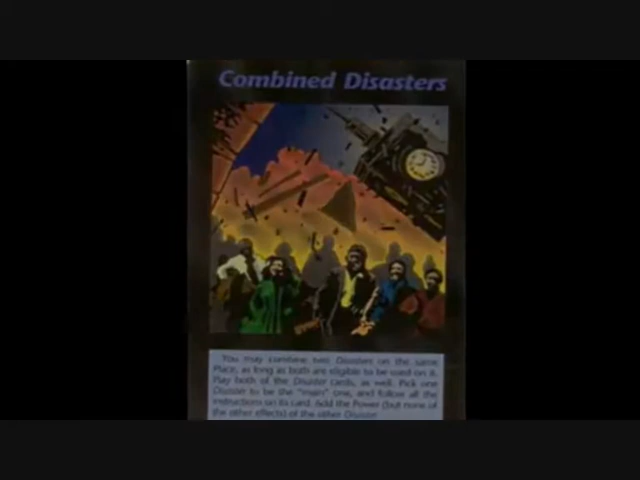 Combined Disasters
You may combine two Disasters on the same
Place, as long as both are eligible to be used on it.
Play both of the Disaster cards, as well. Pick one
Disaster to be the "main" one, and follow all the
instructions on its card. Add the Power (but none of
the other effects) of the other Disaster.